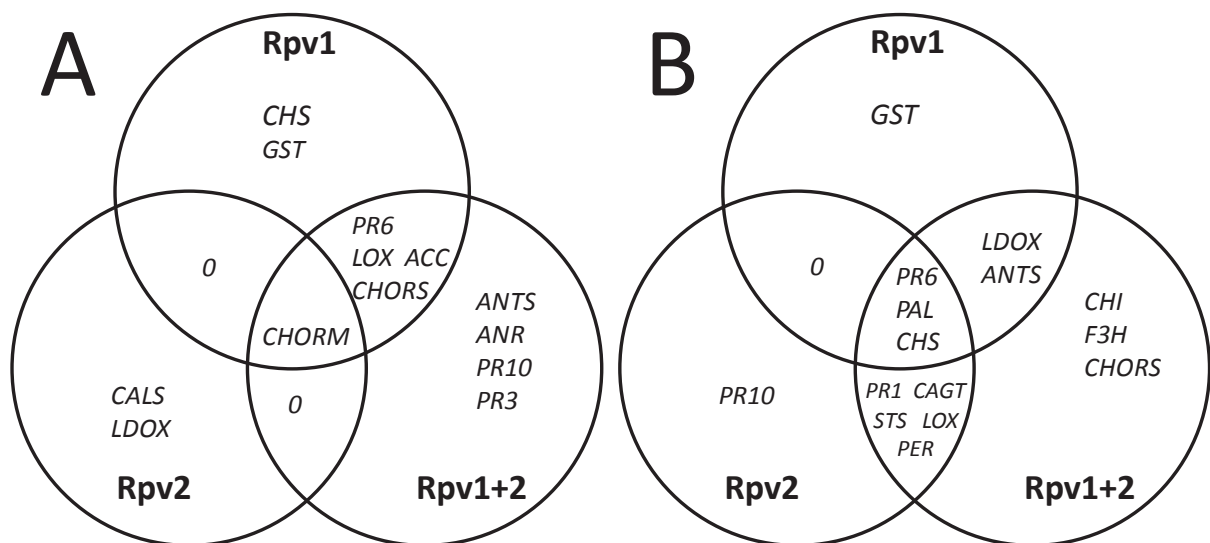 A
Rpv1
CHS
GST
PR6
LOX ACC
CHORS
0
CHORM
ANTS
ANR
PR10
PR3
CALS
LDOX
0
Rpv2
Rpv1+2
B
Rpv1
GST
LDOX
ANTS
0
PR6
PAL
CHS
CHI
F3H
CHORS
PR10
PR1 CAGT
STS LOX
PER
Rpv2
Rpv1+2